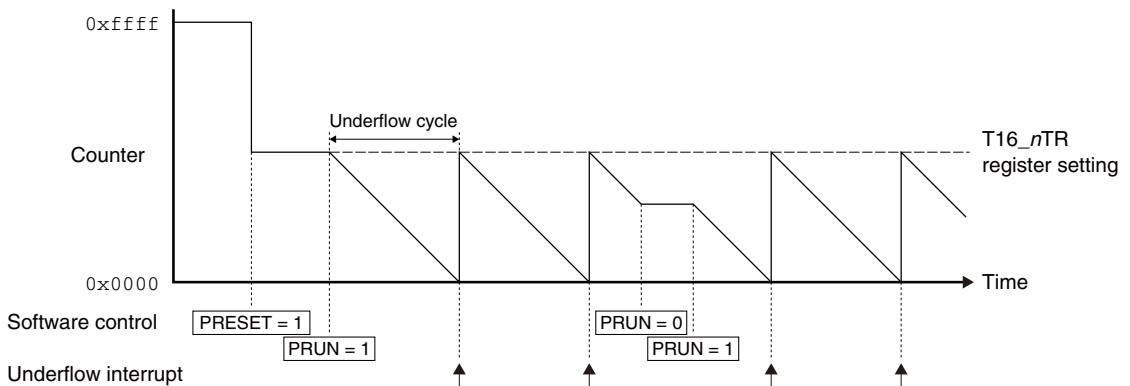 0xffff
Underflow cycle
Counter
T16_nTR
register setting
0x0000
Time
Software control
PRESET = 1
PRUN = 0
PRUN = 1
PRUN = 1
Underflow interrupt